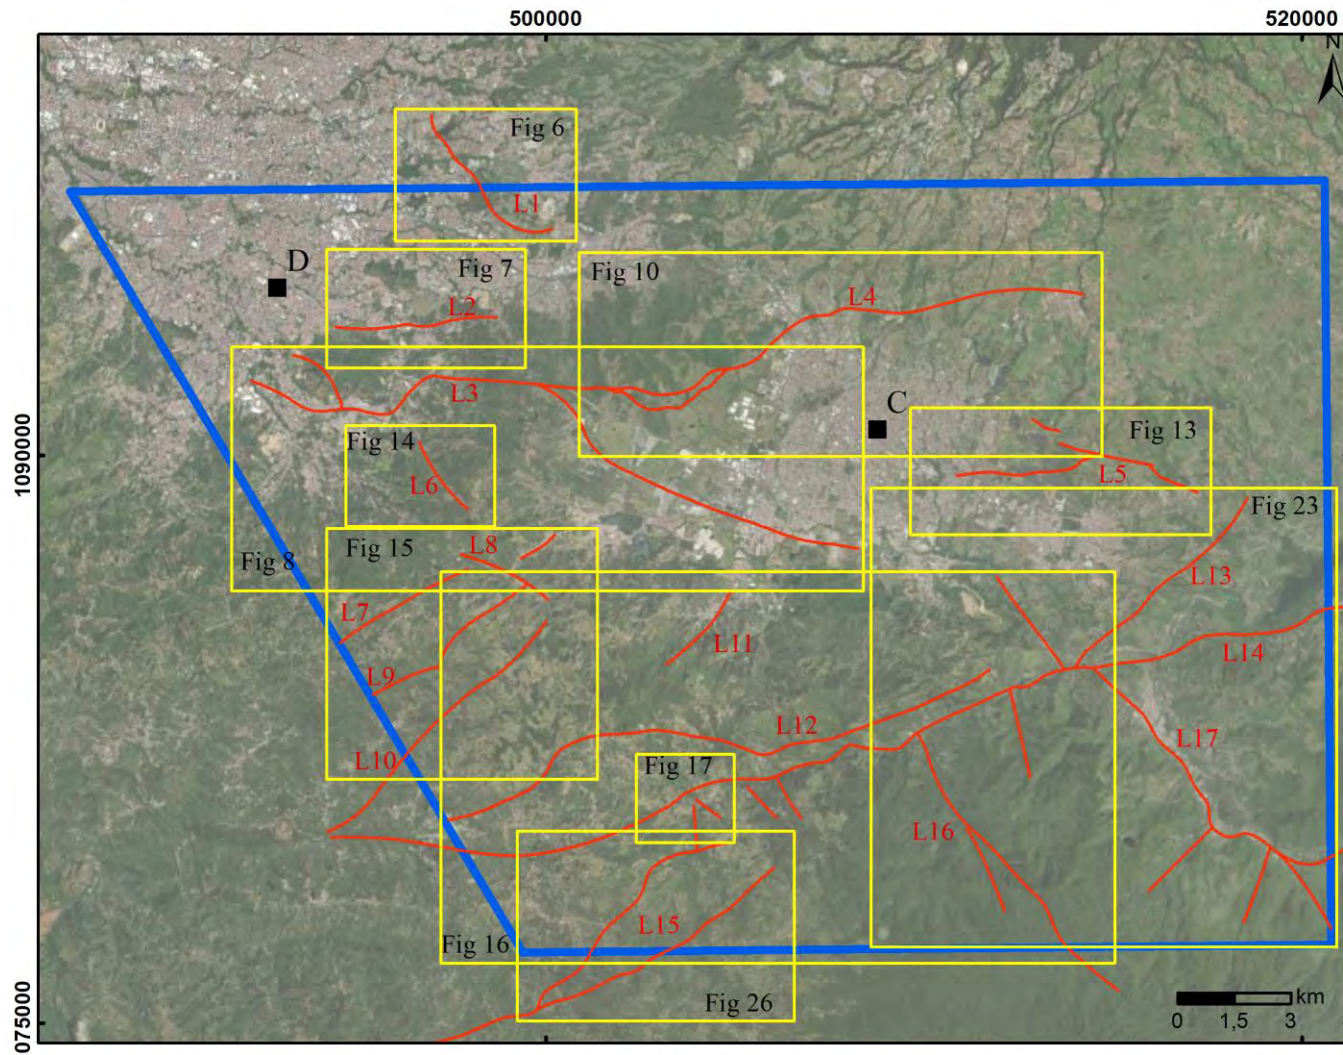 500000
520000
N
Fig 6
L1
D
Fig 7
L2
Fig 10
L4
L3
C
Fig 13
L5
1090000
Fig 14
L6
Fig 23
Fig 8
Fig 15
L8
L7
L13
L11
L14
L9
L12
L17
L10
Fig 17
L16
L15
Fig 16
Fig 26
075000
km
0 1,5 3